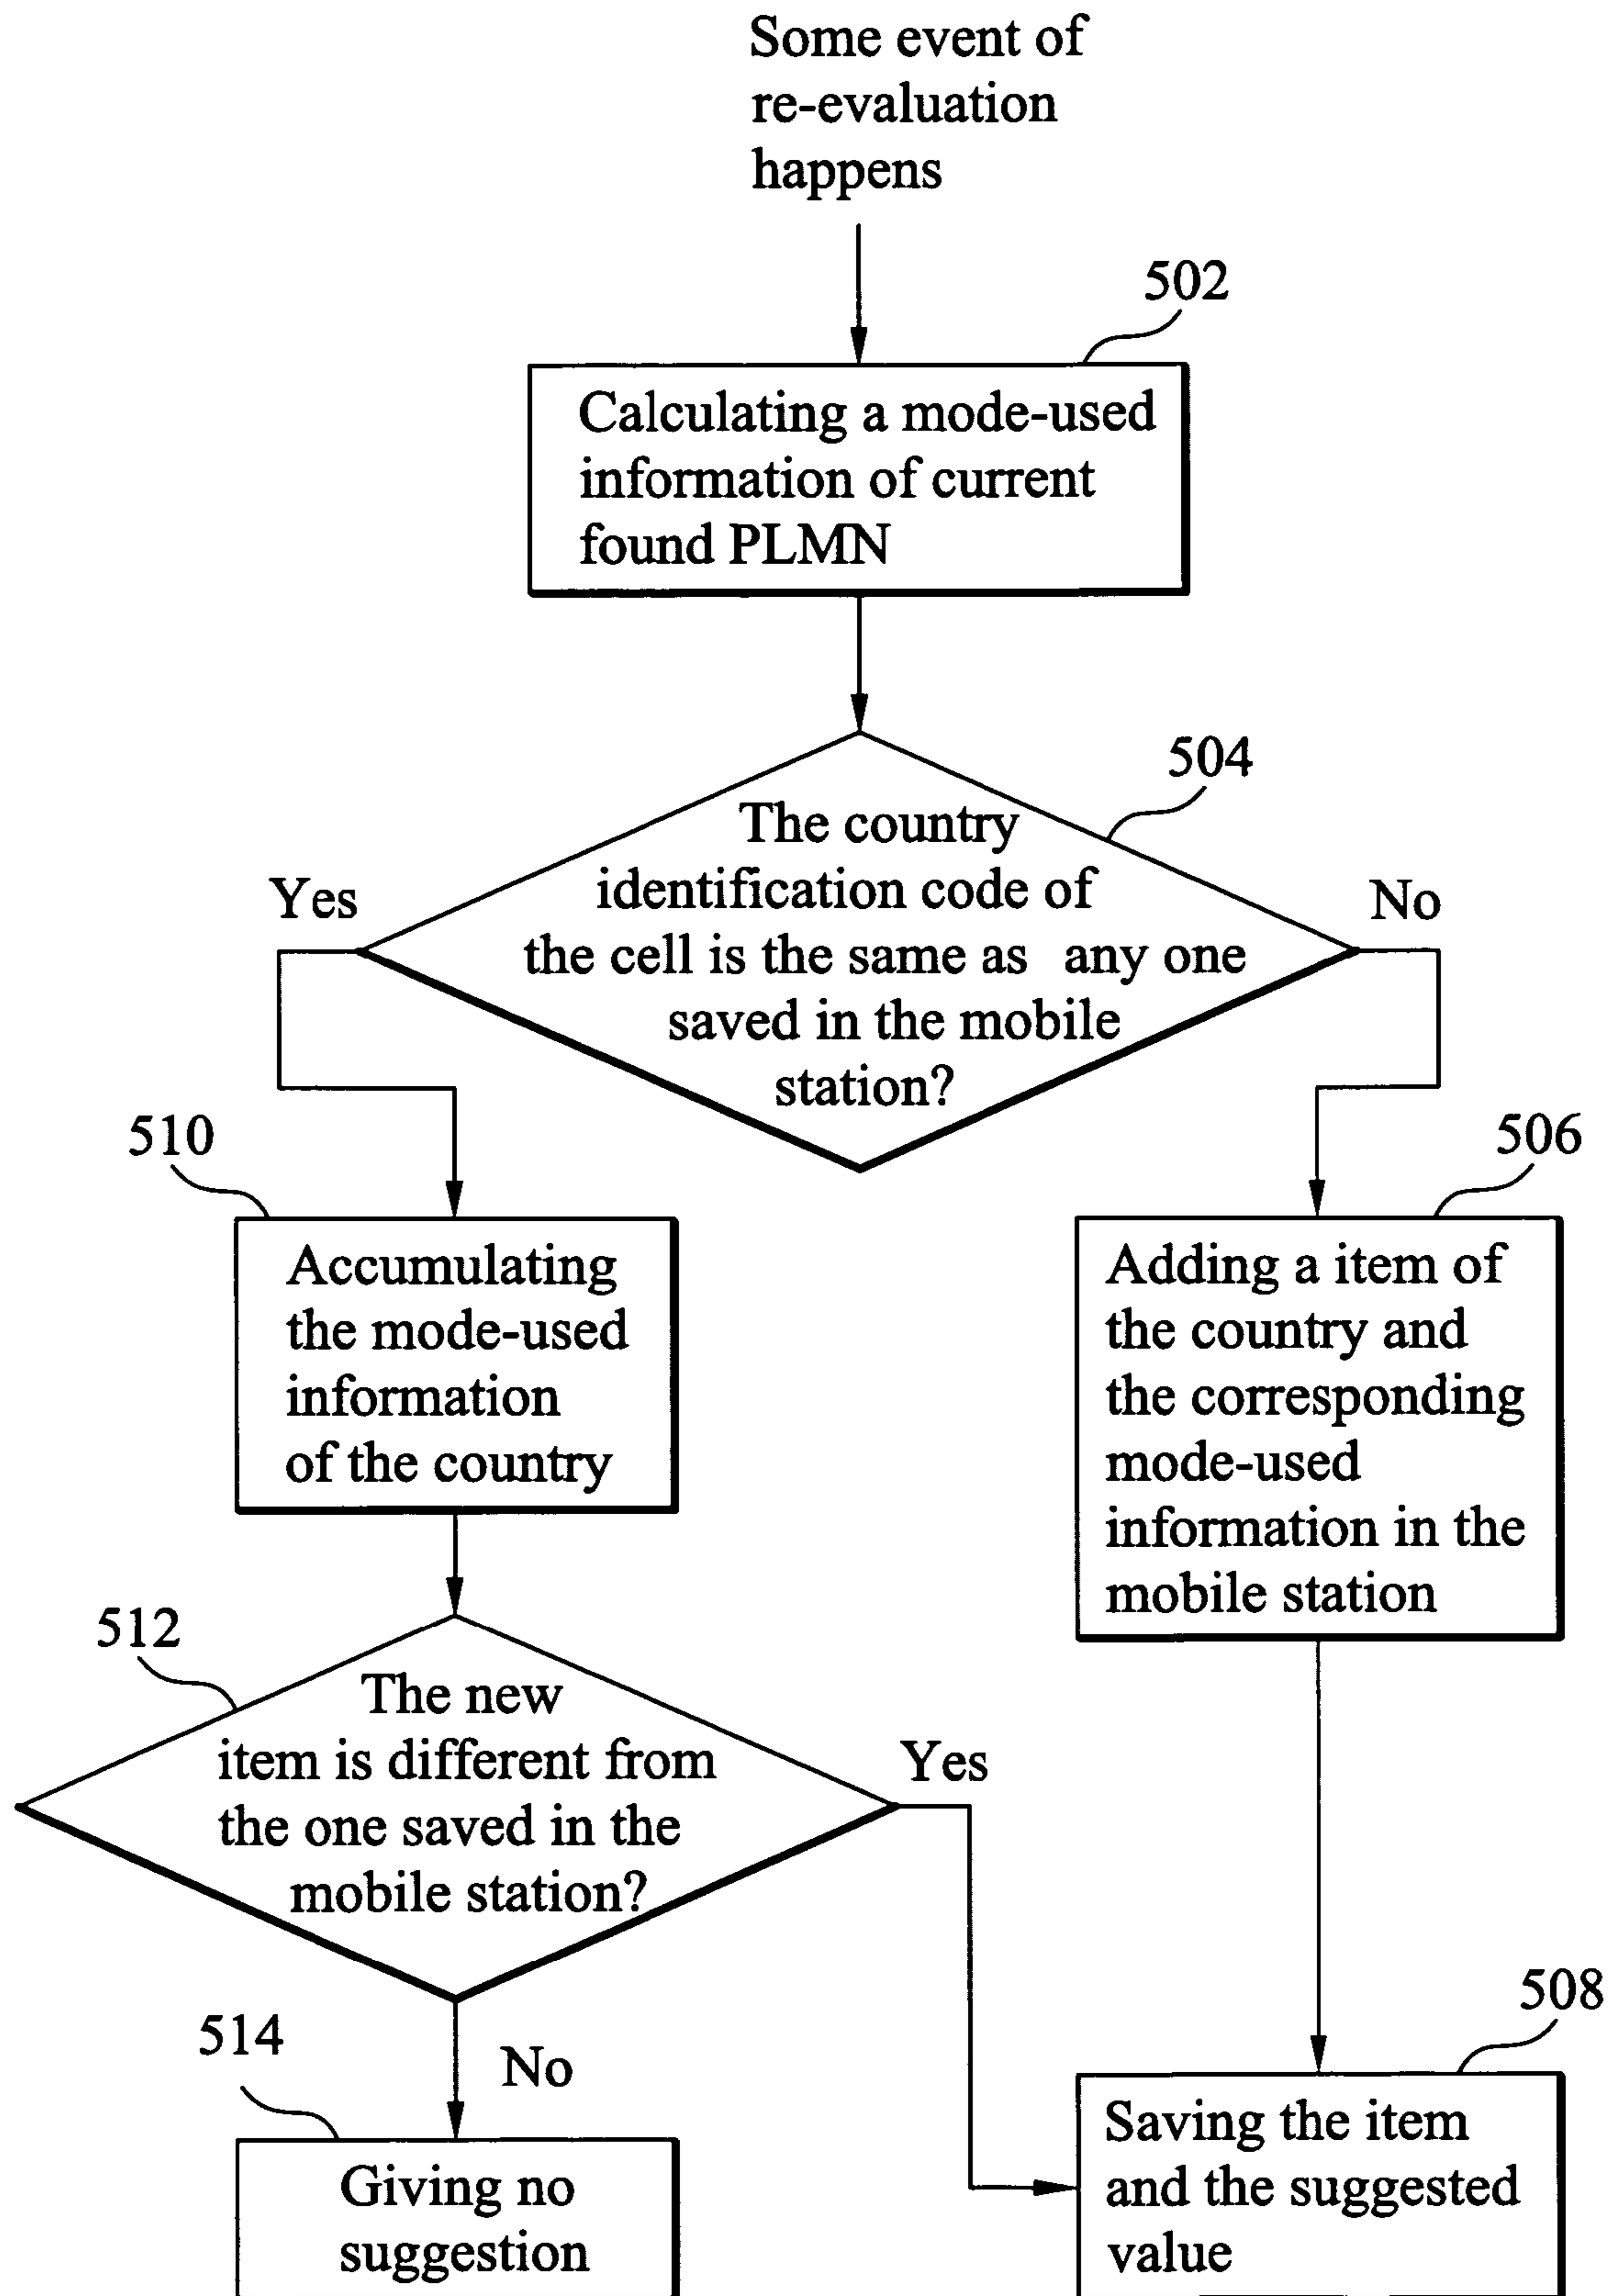 Some event of
re-evaluation
happens
502
Calculating a mode-used
information of current
found PLMN
504
The country
identification code of
the cell is the same as any one
saved in the mobile
station?
Yes
No
510
Accumulating
the mode-used
information
of the country
506
Adding a item of
the country and
the corresponding
mode-used
information in the
mobile station
512
The new
item is different from
the one saved in the
mobile station?
Yes
No
514
Giving no
suggestion
508
Saving the item
and the suggested
value